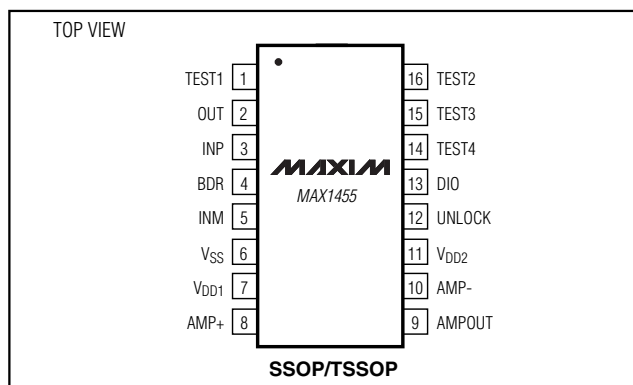 TOP VIEW
TEST1 1
OUT 2
INP 3
BDR 4
INM 5
VSS 6
VDD1 7
AMP+ 8
MAXIM
MAX1455
16 TEST2
15 TEST3
14 TEST4
13 DIO
12 UNLOCK
11 VDD2
10 AMP-
9 AMPOUT
SSOP/TSSOP